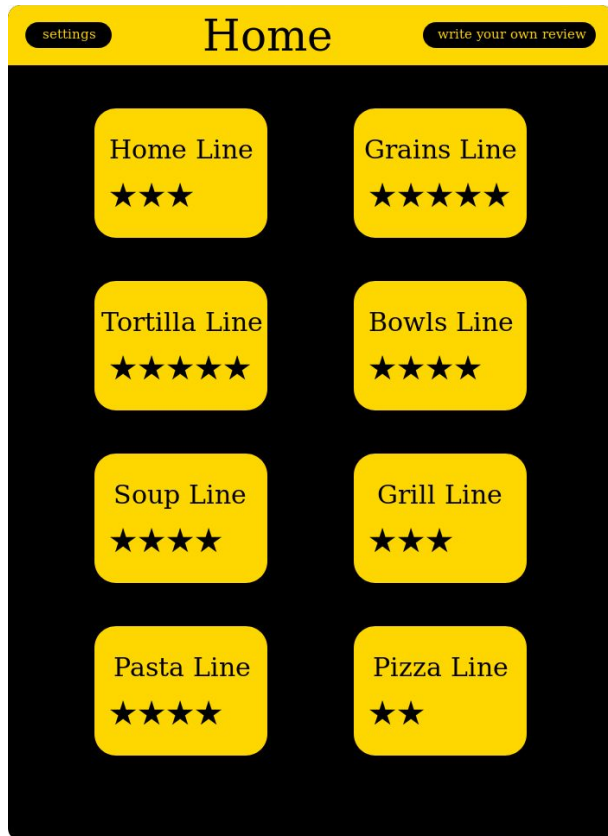 settings
Home
write your own review
Home Line
★★★
Grains Line
★★★★★
Tortilla Line
★★★★★
Bowls Line
★★★★
Soup Line
★★★★
Grill Line
★★★
Pasta Line
★★★★
Pizza Line
★★